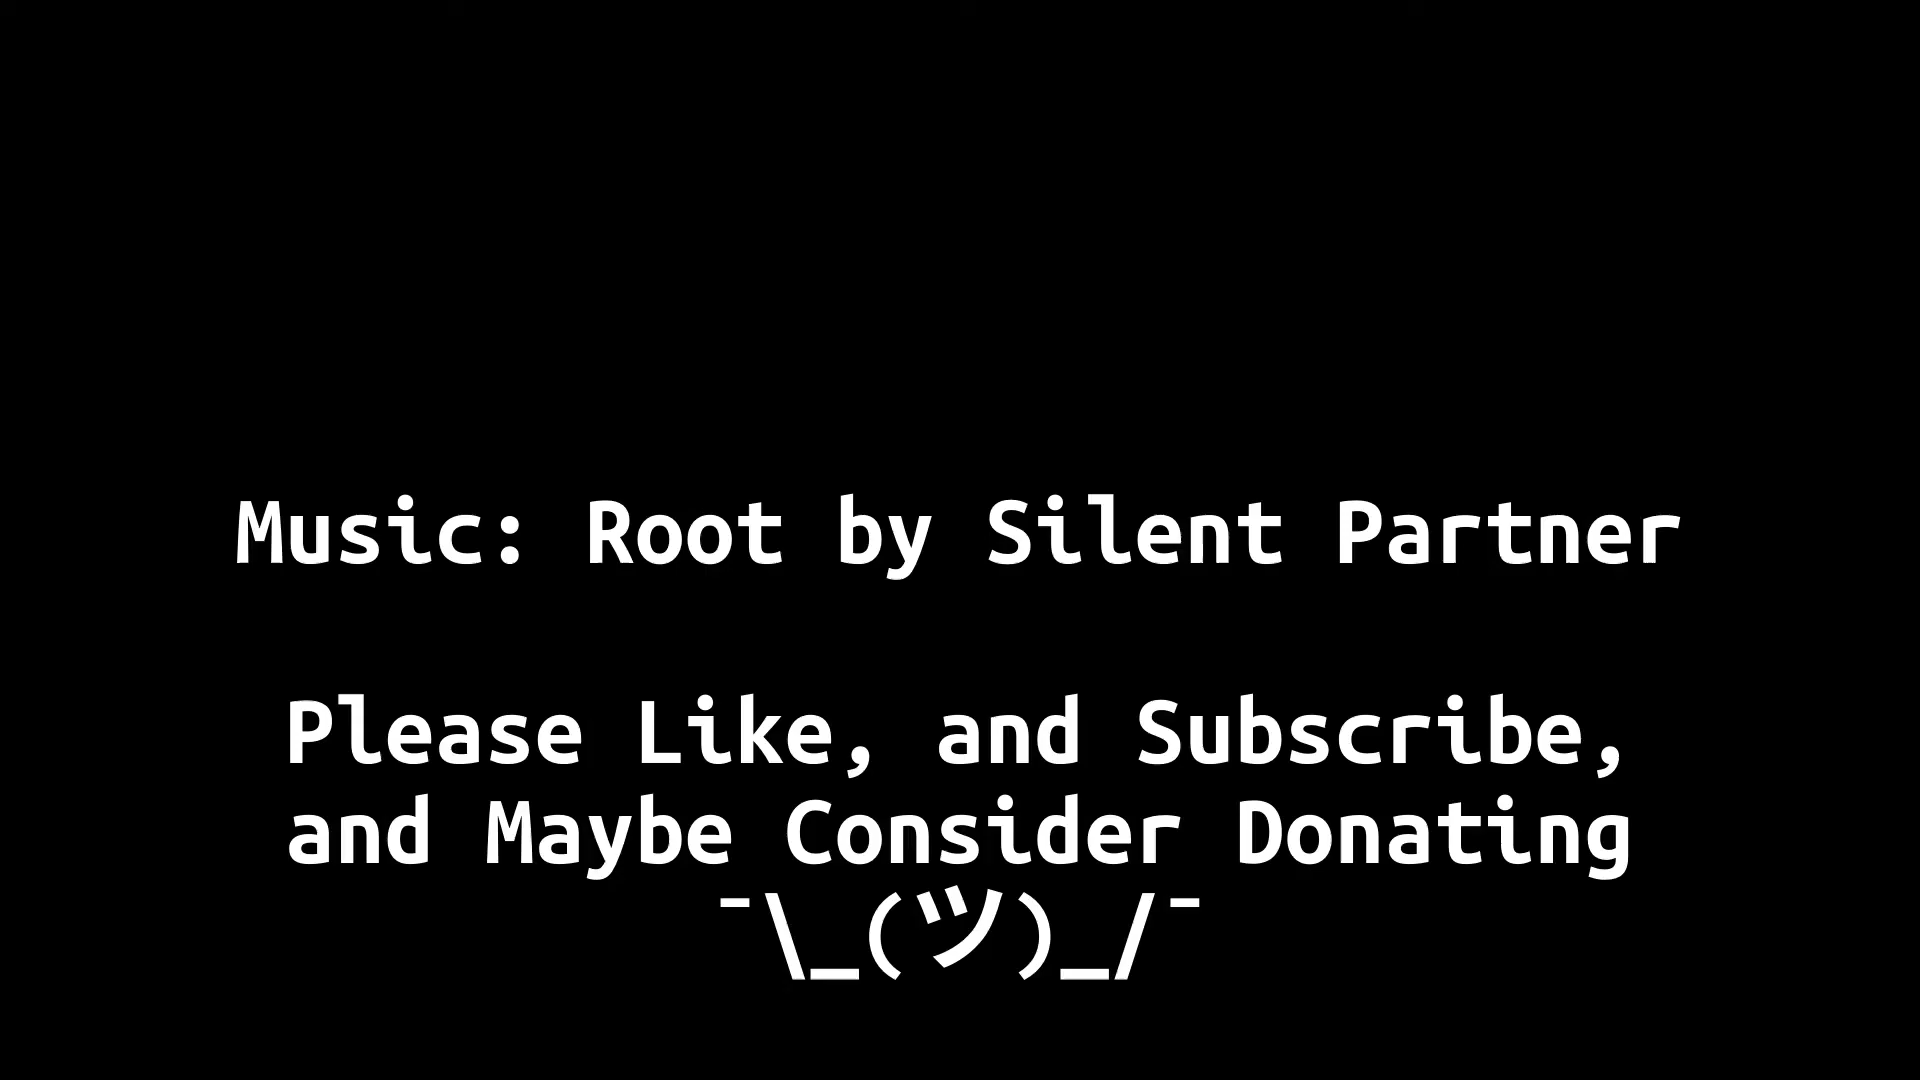 Music: Root by Silent Partner
Please Like, and Subscribe,
and Maybe Consider Donating
¯\_(ツ)_/¯